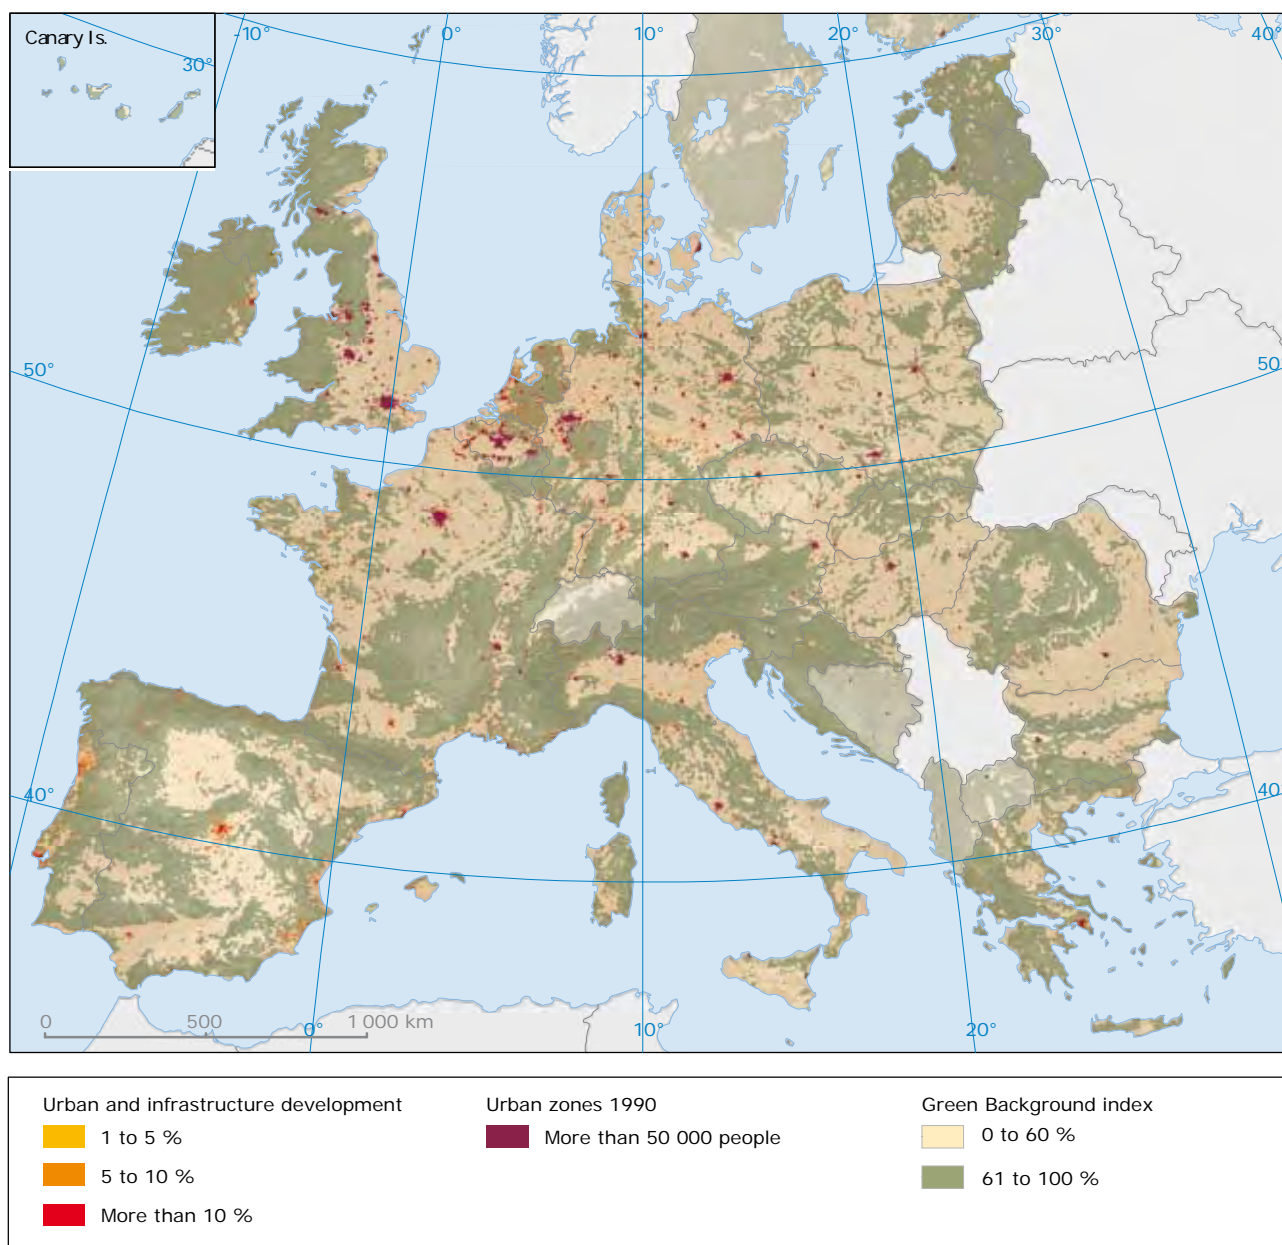 Canary Is.
30°
-10°
0°
10°
20°
30°
40°
50°
50
40°
40
0
500
1 000 km
0°
10°
20°
Urban and infrastructure development
1 to 5 %
5 to 10 %
More than 10 %
Urban zones 1990
More than 50 000 people
Green Background index
0 to 60 %
61 to 100 %